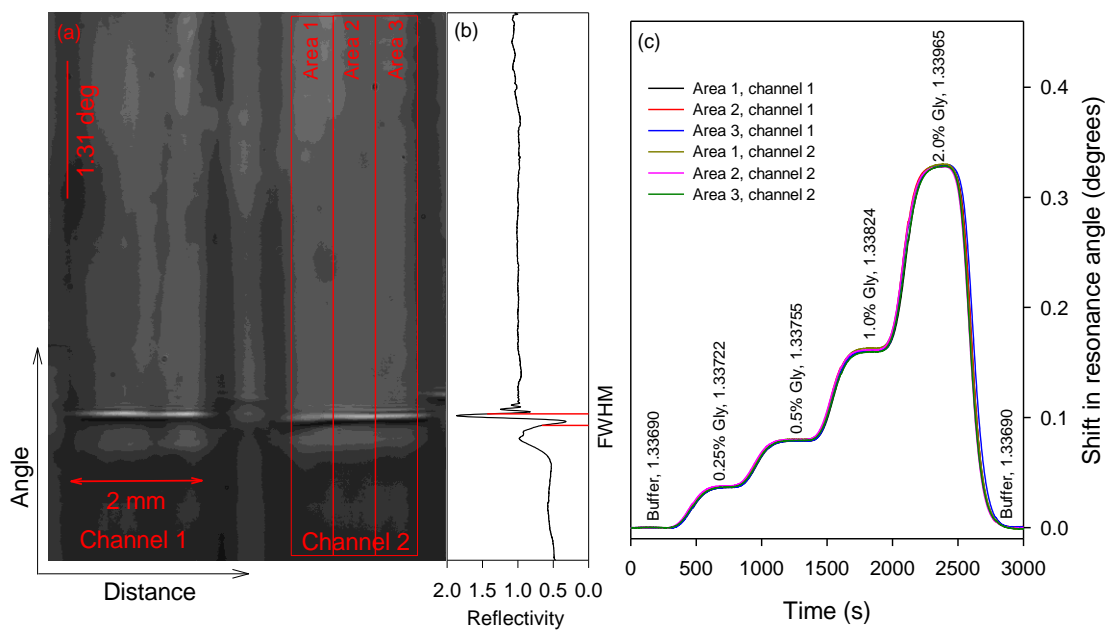 (a)
1.31 deg
Area 1
Area 2
Area 3
2 mm
Channel 1
Channel 2
Angle
Distance
(b)
FWHM
2.0 1.5 1.0 0.5 0.0
Reflectivity
(c)
Area 1, channel 1
Area 2, channel 1
Area 3, channel 1
Area 1, channel 2
Area 2, channel 2
Area 3, channel 2
Buffer, 1.33690
0.25% Gly, 1.33722
0.5% Gly, 1.33755
1.0% Gly, 1.33824
2.0% Gly, 1.33965
Buffer, 1.33690
0.4
0.3
0.2
0.1
0.0
Shift in resonance angle (degrees)
0 500 1000 1500 2000 2500 3000
Time (s)